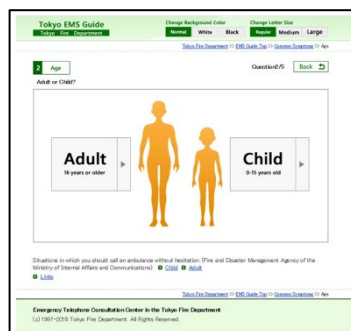 Tokyo EMS Guide
Tokyo Fire Department
Change Background Color
Normal White Black
Change Letter Size
Regular Medium Large
Tokyo Fire Department >> EMS Guide Top >> Common Symptoms >> Age
2 Age
Question2/5
Back
Adult or Child?
Adult
16 years or older
Child
0-15 years old
Situations in which you should call an ambulance without hesitation. (Fire and Disaster Management Agency of the
Ministry of Internal Affairs and Communications) Child Adult
Links
Tokyo Fire Department >> EMS Guide Top >> Common Symptoms >> Age
Emergency Telephone Consultation Center in the Tokyo Fire Department
(c) 1997-2018 Tokyo Fire Department. All Rights Reserved.